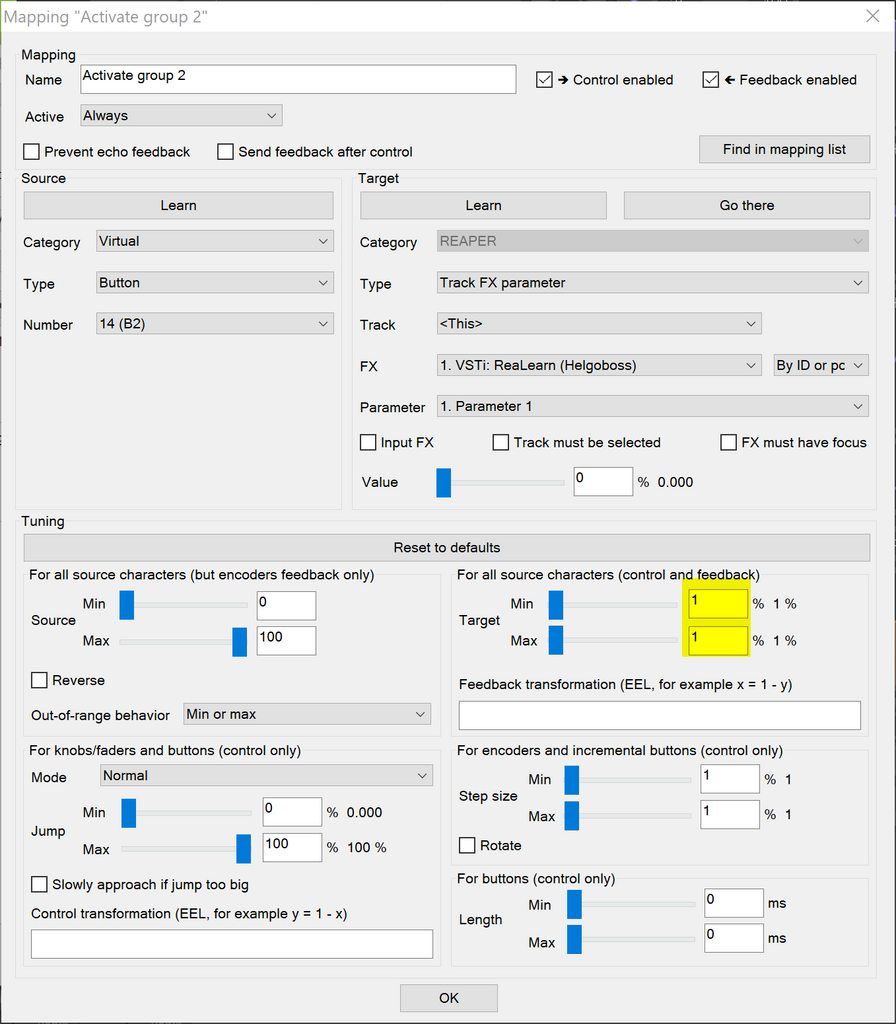 Mapping "Activate group 2"
Mapping
Name Activate group 2 → Control enabled ← Feedback enabled
Active Always
Prevent echo feedback Send feedback after control Find in mapping list
Source
Learn
Category Virtual
Type Button
Number 14 (B2)
Target
Learn Go there
Category REAPER
Type Track FX parameter
Track <This>
FX 1. VSTi: ReaLearn (Helgoboss) By ID or pc
Parameter 1. Parameter 1
Input FX Track must be selected FX must have focus
Value 0 % 0.000
Tuning
Reset to defaults
For all source characters (but encoders feedback only)
Source
Min 0
Max 100
Reverse
Out-of-range behavior Min or max
For all source characters (control and feedback)
Target
Min 1 % 1 %
Max 1 % 1 %
Feedback transformation (EEL, for example x = 1 - y)
For knobs/faders and buttons (control only)
Mode Normal
Jump
Min 0 % 0.000
Max 100 % 100 %
Slowly approach if jump too big
Control transformation (EEL, for example y = 1 - x)
For encoders and incremental buttons (control only)
Step size
Min 1 % 1
Max 1 % 1
Rotate
For buttons (control only)
Length
Min 0 ms
Max 0 ms
OK